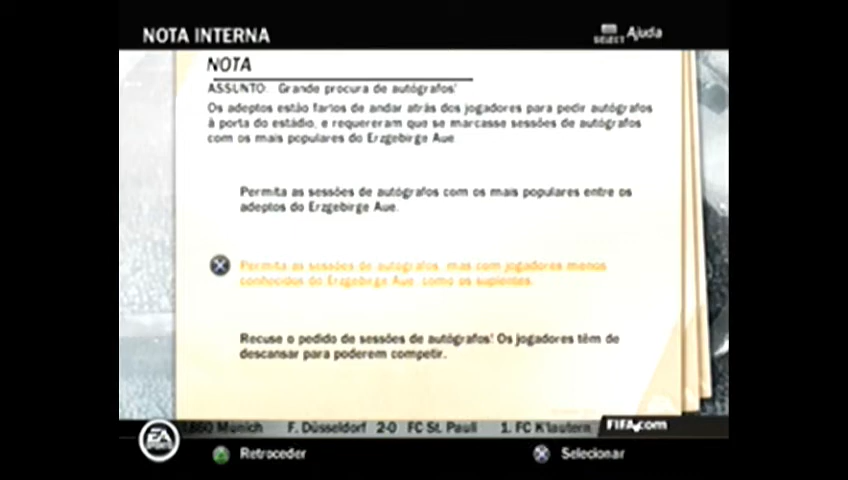 NOTA INTERNA
SELECT Ajuda
NOTA
ASSUNTO: Grande procura de autógrafos!
Os adeptos estão fartos de andar atrás dos jogadores para pedir autógrafos
à porta do estádio, e requereram que se marcasse sessões de autógrafos
com os mais populares do Erzgebirge Aue.
Permita as sessões de autógrafos com os mais populares entre os
adeptos do Erzgebirge Aue.
Permita as sessões de autógrafos, mas com jogadores menos
conhecidos do Erzgebirge Aue, como os suplentes.
Recuse o pedido de sessões de autógrafos! Os jogadores têm de
descansar para poderem competir.
1860 Munich F. Düsseldorf 2-0 FC St. Pauli 1. FC K'lautern FIFA.com
EA SPORTS
Retroceder Selecionar